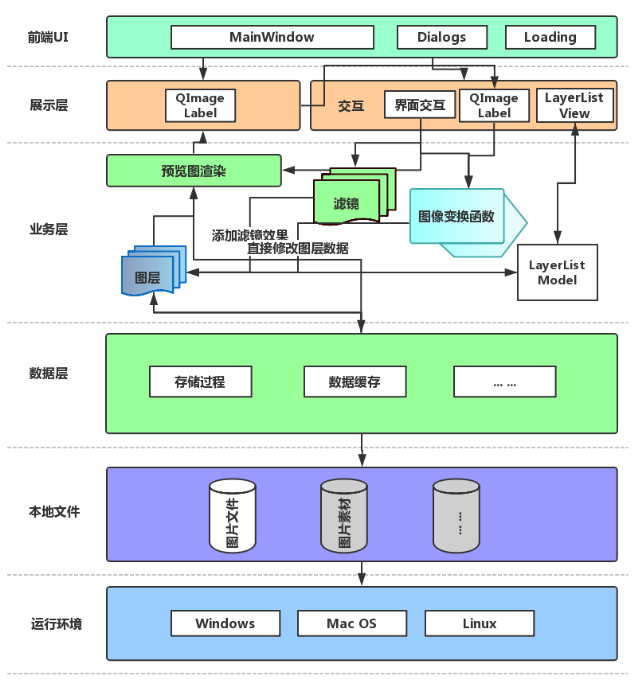 前端UI
MainWindow
Dialogs
Loading
展示层
QImage
Label
交互
界面交互
QImage
Label
LayerList
View
业务层
预览图渲染
滤镜
图像变换函数
添加滤镜效果
直接修改图层数据
图层
LayerList
Model
数据层
存储过程
数据缓存
... ...
本地文件
图片文件
图片素材
... ...
运行环境
Windows
Mac OS
Linux